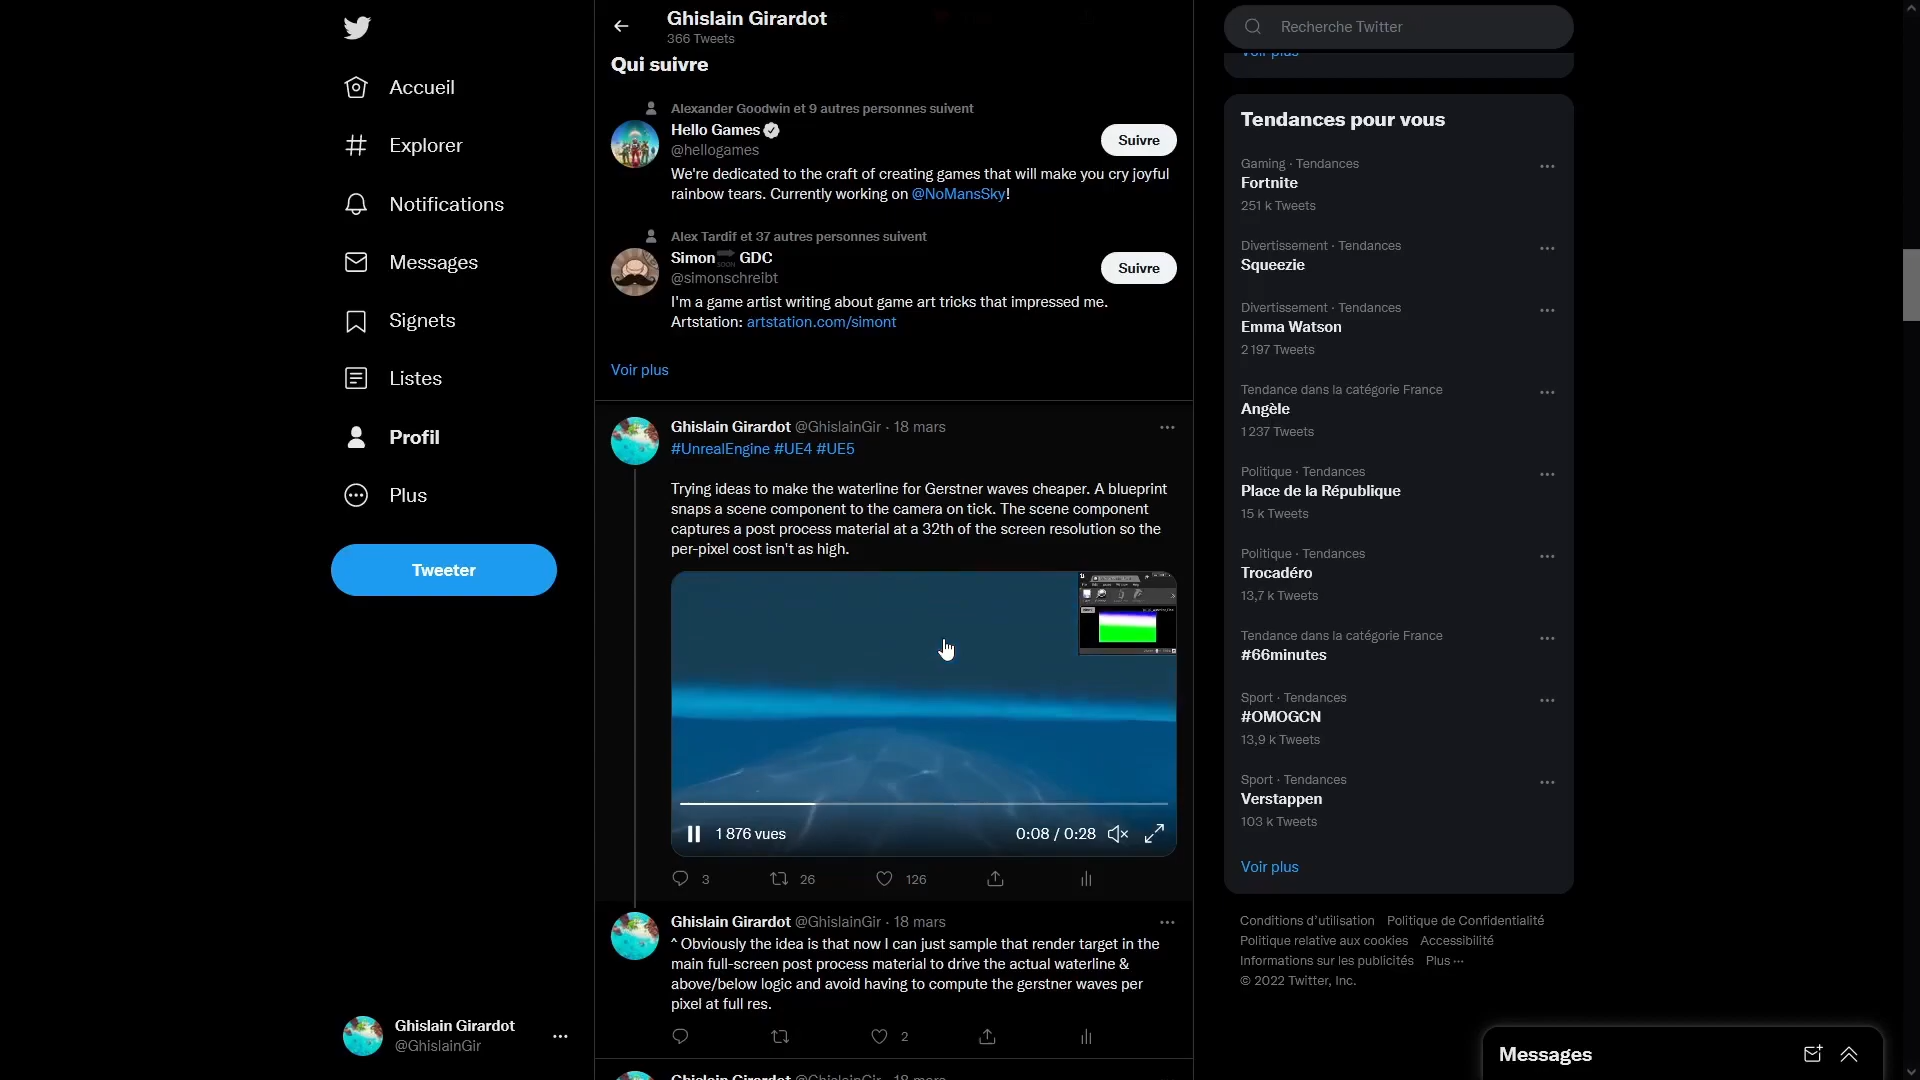 Accueil
Explorer
Notifications
Messages
Signets
Listes
Profil
Plus
Tweeter
Ghislain Girardot
@GhislainGir
Ghislain Girardot
366 Tweets
Qui suivre
Alexander Goodwin et 9 autres personnes suivent
Hello Games
@hellogames
Suivre
We're dedicated to the craft of creating games that will make you cry joyful
rainbow tears. Currently working on @NoMansSky!
Alex Tardif et 37 autres personnes suivent
Simon SOON GDC
@simonschreibt
Suivre
I'm a game artist writing about game art tricks that impressed me.
Artstation: artstation.com/simont
Voir plus
Ghislain Girardot @GhislainGir · 18 mars
#UnrealEngine #UE4 #UE5
Trying ideas to make the waterline for Gerstner waves cheaper. A blueprint
snaps a scene component to the camera on tick. The scene component
captures a post process material at a 32th of the screen resolution so the
per-pixel cost isn't as high.
1 876 vues
0:08 / 0:28
3
26
126
Ghislain Girardot @GhislainGir · 18 mars
^ Obviously the idea is that now I can just sample that render target in the
main full-screen post process material to drive the actual waterline &
above/below logic and avoid having to compute the gerstner waves per
pixel at full res.
2
Ghislain Girardot @GhislainGir · 18 mars
Recherche Twitter
Voir plus
Tendances pour vous
Gaming · Tendances
Fortnite
251 k Tweets
Divertissement · Tendances
Squeezie
Divertissement · Tendances
Emma Watson
2 197 Tweets
Tendance dans la catégorie France
Angèle
1 237 Tweets
Politique · Tendances
Place de la République
15 k Tweets
Politique · Tendances
Trocadéro
13,7 k Tweets
Tendance dans la catégorie France
#66minutes
Sport · Tendances
#OMOGCN
13,9 k Tweets
Sport · Tendances
Verstappen
103 k Tweets
Voir plus
Conditions d'utilisation Politique de Confidentialité
Politique relative aux cookies Accessibilité
Informations sur les publicités Plus ···
© 2022 Twitter, Inc.
Messages